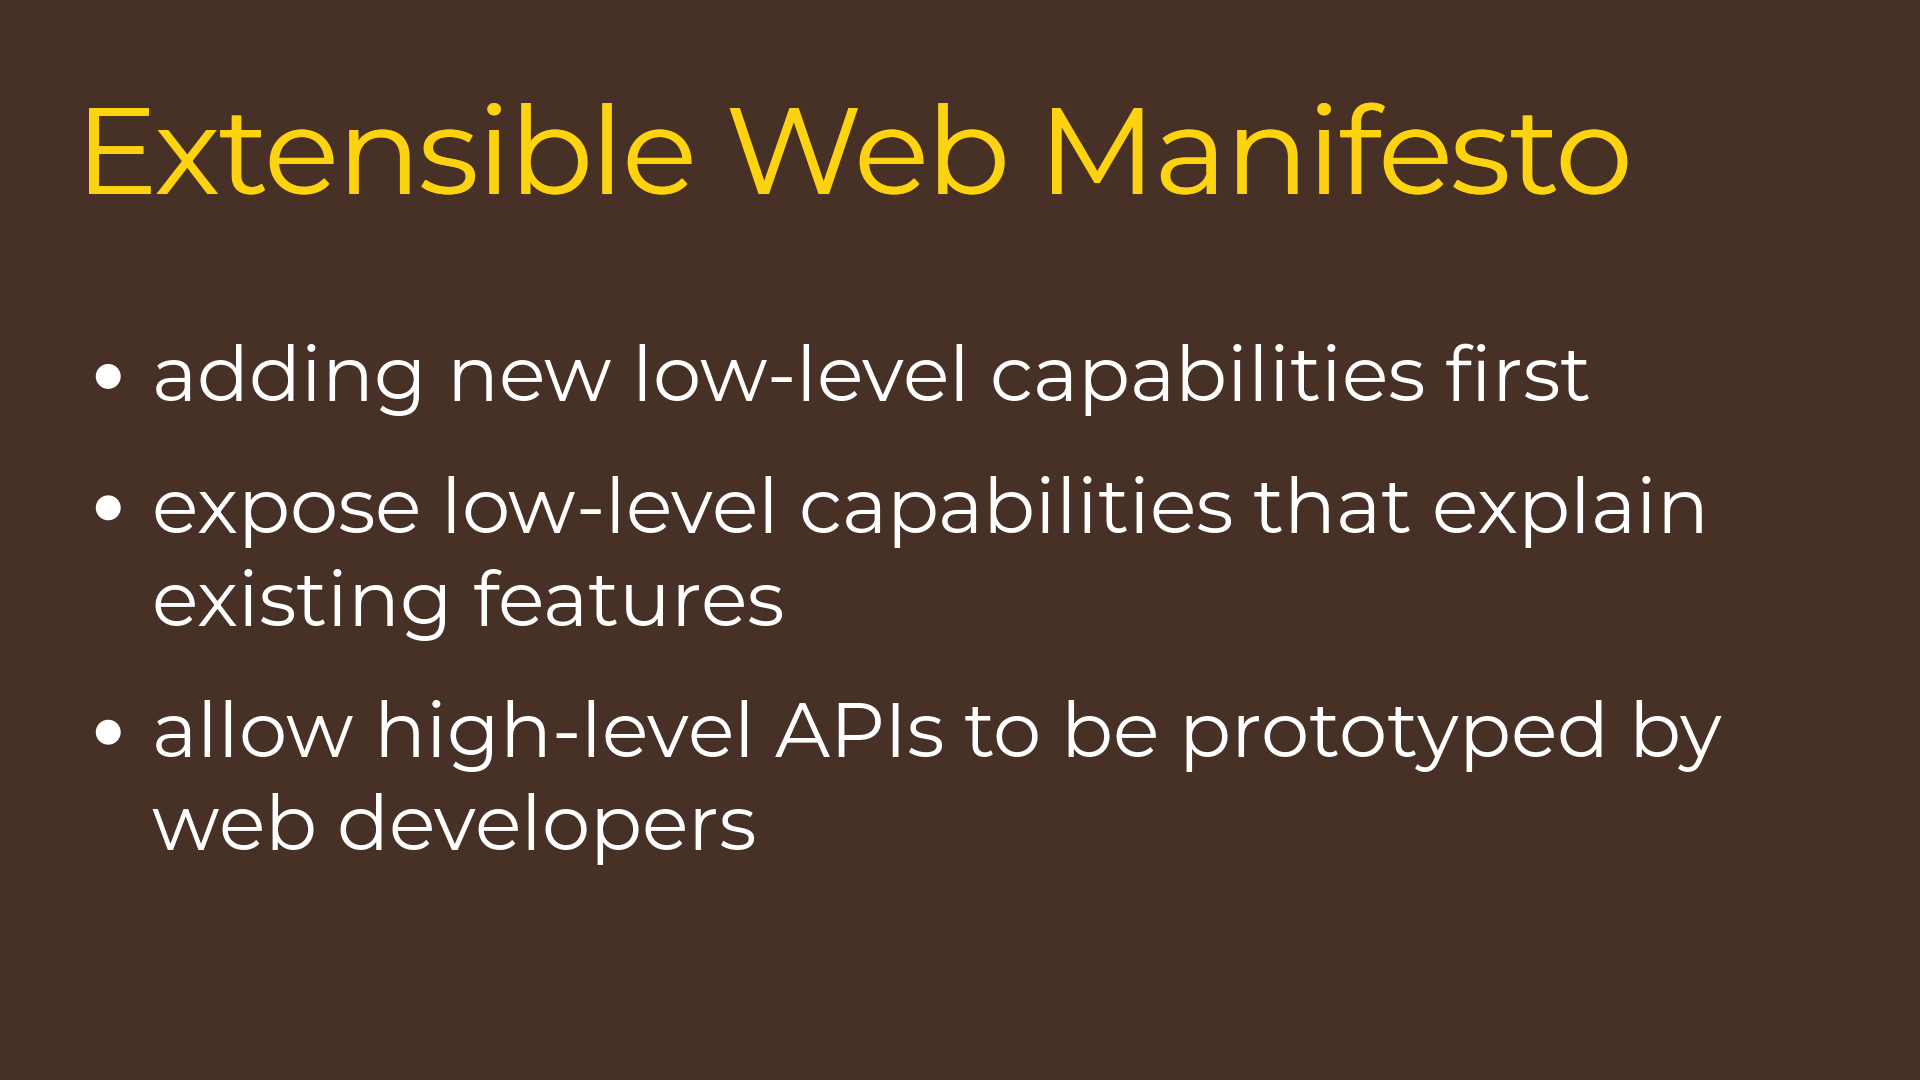 Extensible Web Manifesto
• adding new low-level capabilities first
• expose low-level capabilities that explain
existing features
• allow high-level APIs to be prototyped by
web developers